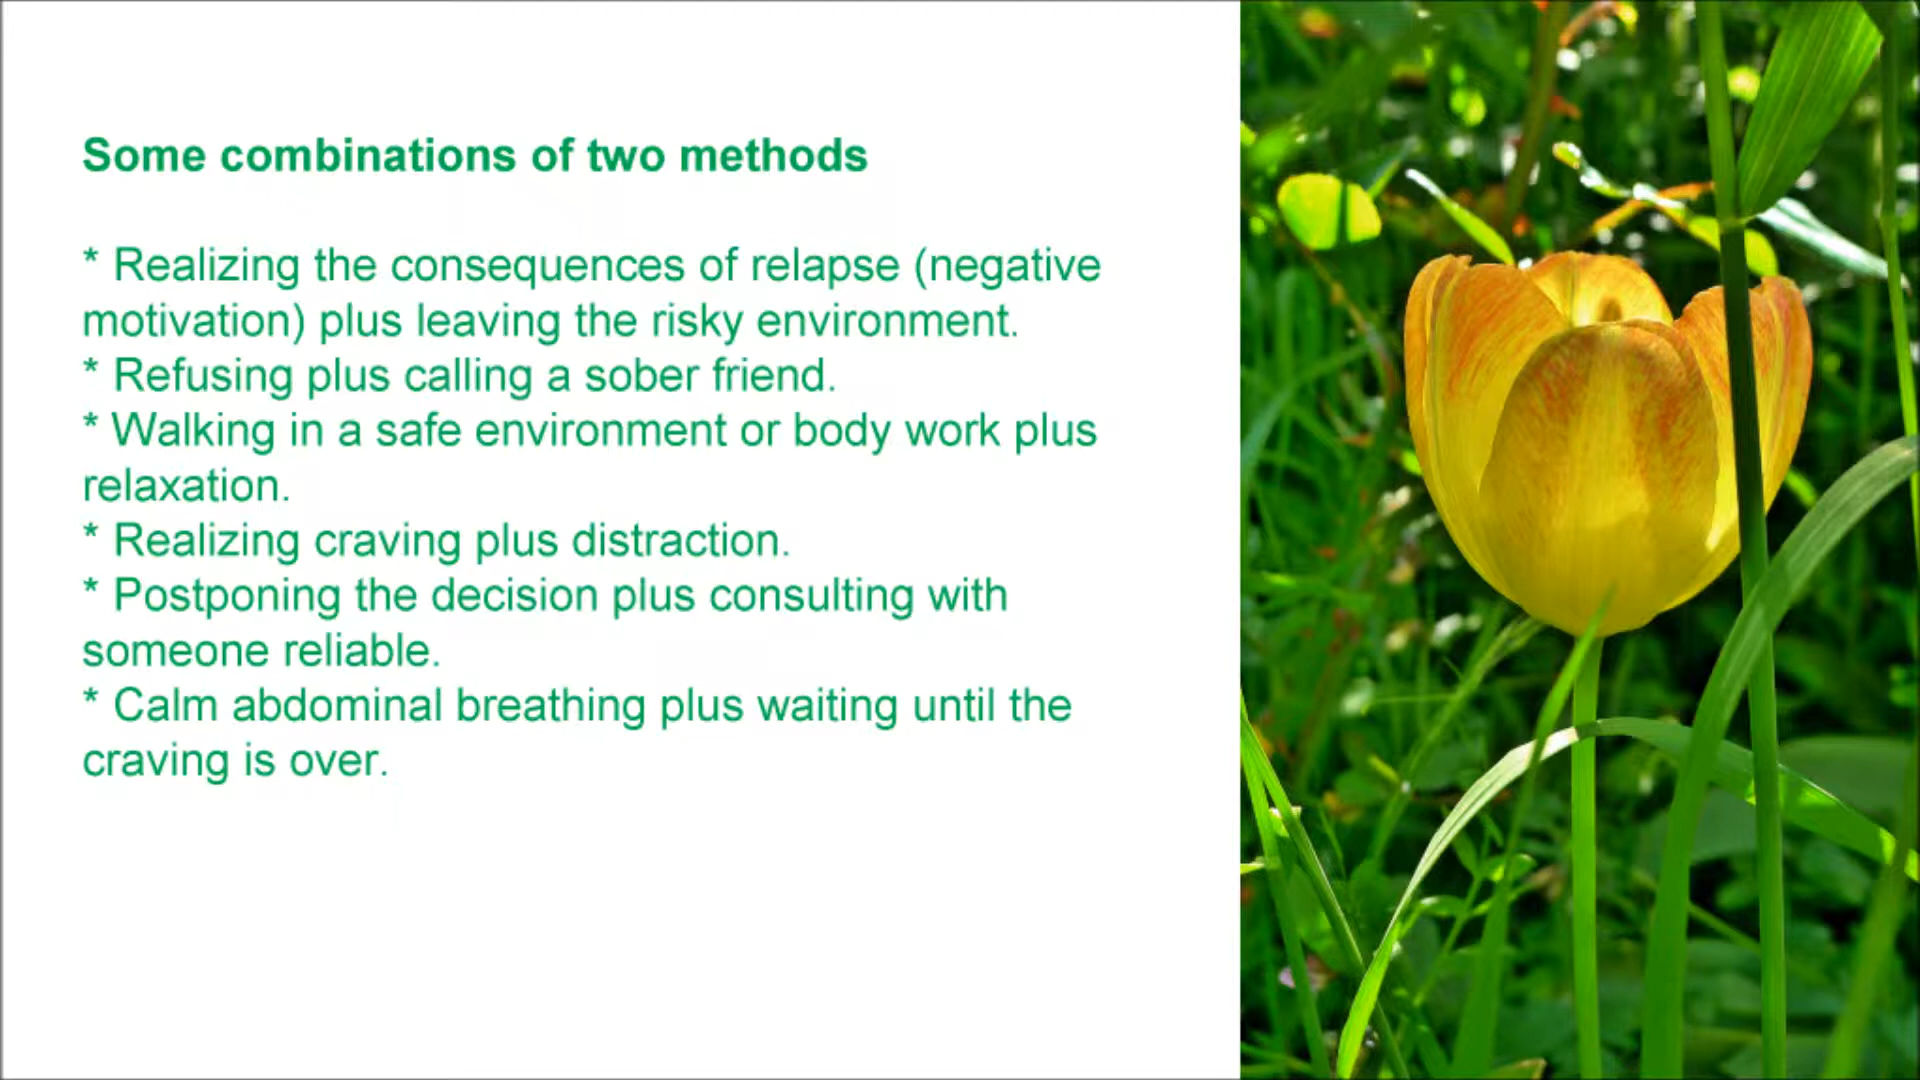 Some combinations of two methods
* Realizing the consequences of relapse (negative
motivation) plus leaving the risky environment.
* Refusing plus calling a sober friend.
* Walking in a safe environment or body work plus
relaxation.
* Realizing craving plus distraction.
* Postponing the decision plus consulting with
someone reliable.
* Calm abdominal breathing plus waiting until the
craving is over.